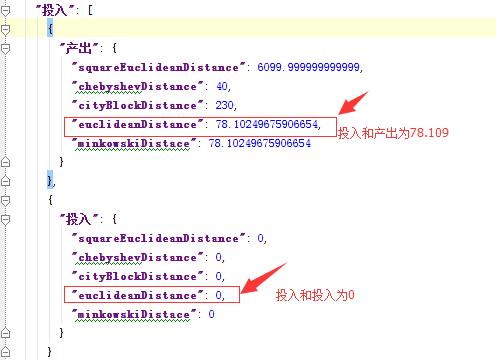 "投入": [
{
"产出": {
"squareEuclideanDistance": 6099.999999999999,
"chebyshevDistance": 40,
"cityBlockDistance": 230,
"euclideanDistance": 78.10249675906654,
投入和产出为78.109
"minkowskiDistace": 78.10249675906654
}
},
{
"投入": {
"squareEuclideanDistance": 0,
"chebyshevDistance": 0,
"cityBlockDistance": 0,
"euclideanDistance": 0,
投入和投入为0
"minkowskiDistace": 0
}
}